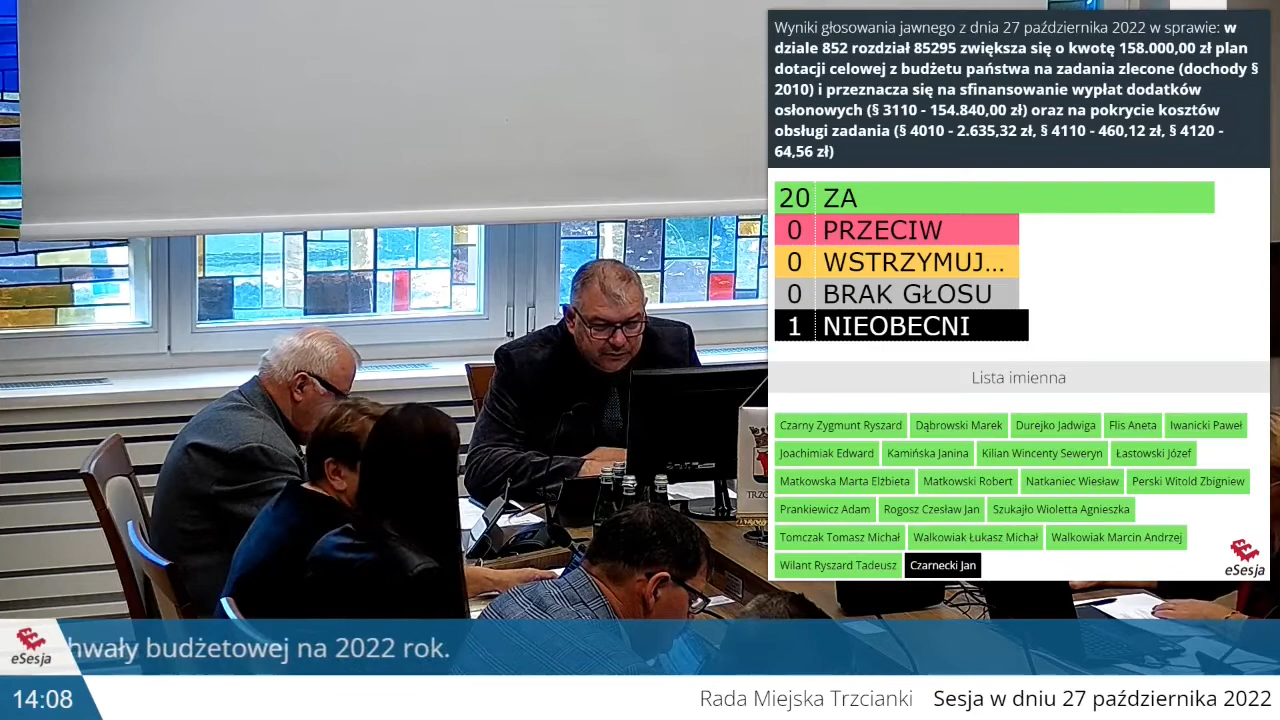 Wyniki głosowania jawnego z dnia 27 października 2022 w sprawie: w
dziale 852 rozdział 85295 zwiększa się o kwotę 158.000,00 zł plan
dotacji celowej z budżetu państwa na zadania zlecone (dochody §
2010) i przeznacza się na sfinansowanie wypłat dodatków
osłonowych (§ 3110 - 154.840,00 zł) oraz na pokrycie kosztów
obsługi zadania (§ 4010 - 2.635,32 zł, § 4110 - 460,12 zł, § 4120 -
64,56 zł)
20 ZA
0 PRZECIW
0 WSTRZYMUJ...
0 BRAK GŁOSU
1 NIEOBECNI
Lista imienna
Czarny Zygmunt Ryszard Dąbrowski Marek Durejko Jadwiga Flis Aneta Iwanicki Paweł
Joachimiak Edward Kamińska Janina Kilian Wincenty Seweryn Łastowski Józef
Matkowska Marta Elżbieta Matkowski Robert Natkaniec Wiesław Perski Witold Zbigniew
Prankiewicz Adam Rogosz Czesław Jan Szukajło Wioletta Agnieszka
Tomczak Tomasz Michał Walkowiak Łukasz Michał Walkowiak Marcin Andrzej
Wilant Ryszard Tadeusz Czarnecki Jan
eSesja
TRZC
eSesja hwały budżetowej na 2022 rok.
14:08 Rada Miejska Trzcianki Sesja w dniu 27 października 2022